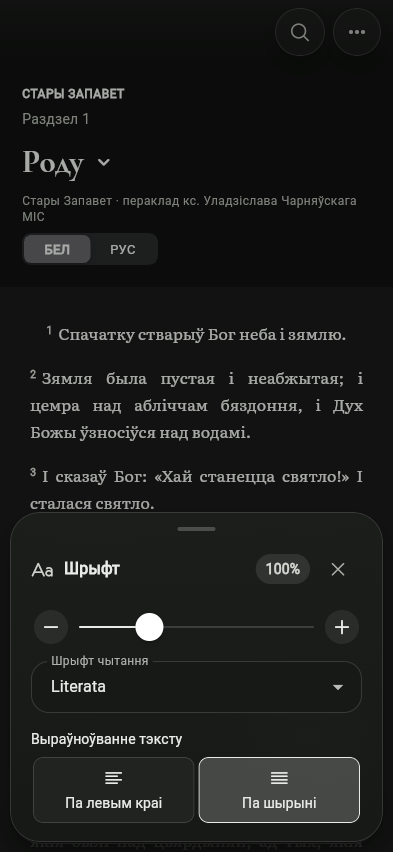 СТАРЫ ЗАПАВЕТ
Раздзел 1
Роду
Стары Запавет · пераклад кс. Уладзіслава Чарняўскага
МІС
БЕЛ РУС
1 Спачатку стварыў Бог неба і зямлю.
2 Зямля была пустая і неабжытая; і
цемра над абліччам бяздоння, і Дух
Божы ўзносіўся над водамі.
3 І сказаў Бог: «Хай станецца святло!» І
сталася святло.
Aa Шрыфт 100%
Шрыфт чытання
Literata
Выраўноўванне тэксту
Па левым краі Па шырыні